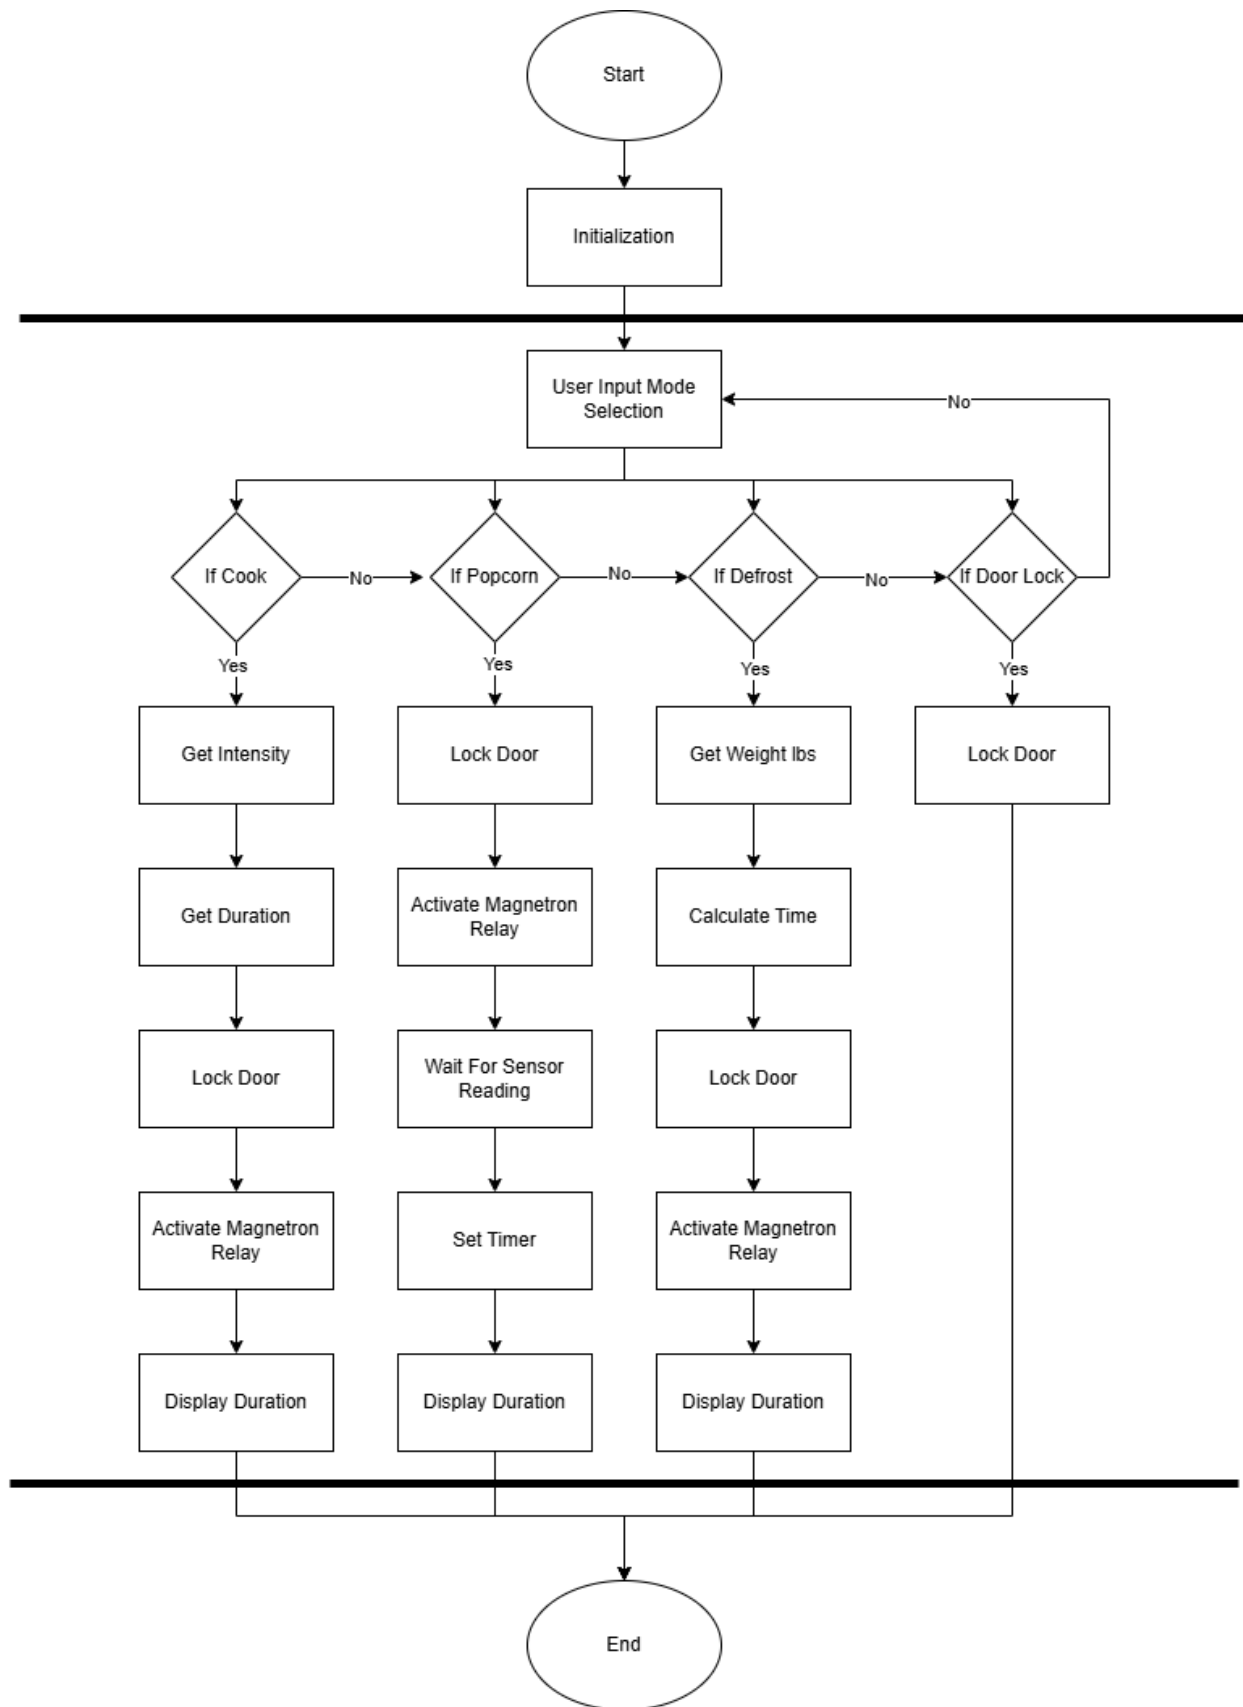 Start
Initialization
User Input Mode
Selection
No
If Cook
No
If Popcorn
No
If Defrost
No
If Door Lock
Yes
Yes
Yes
Yes
Get Intensity
Lock Door
Get Weight lbs
Lock Door
Get Duration
Activate Magnetron
Relay
Calculate Time
Lock Door
Wait For Sensor
Reading
Lock Door
Activate Magnetron
Relay
Set Timer
Activate Magnetron
Relay
Display Duration
Display Duration
Display Duration
End